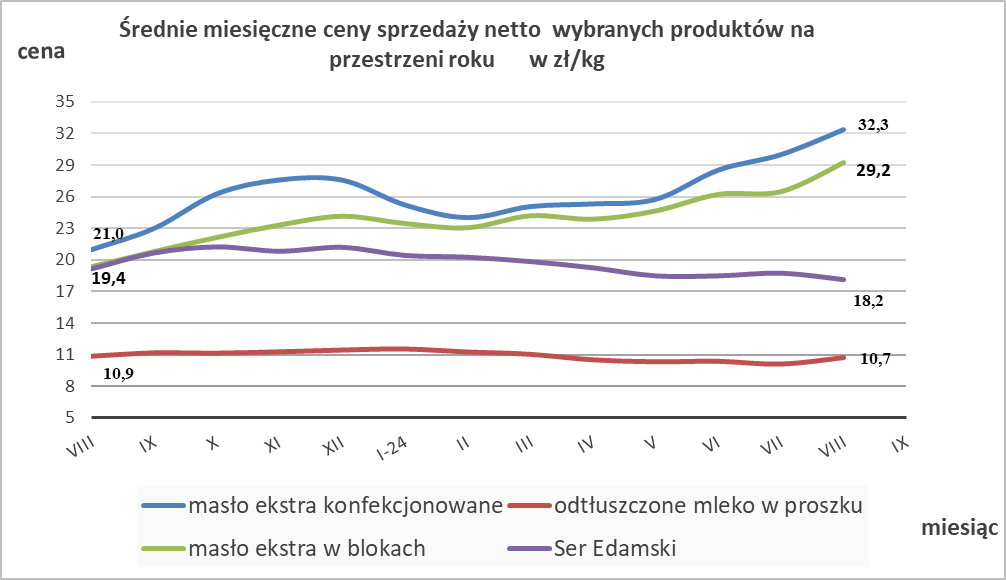 Średnie miesięczne ceny sprzedaży netto wybranych produktów na
przestrzeni roku w zł/kg
cena
35
32
29
26
23
20
17
14
11
8
5
32,3
29,2
21,0
19,4
18,2
10,9
10,7
VIII
IX
X
XI
XII
I-24
II
III
IV
V
VI
VII
VIII
IX
masło ekstra konfekcjonowane
odtłuszczone mleko w proszku
masło ekstra w blokach
Ser Edamski
miesiąc